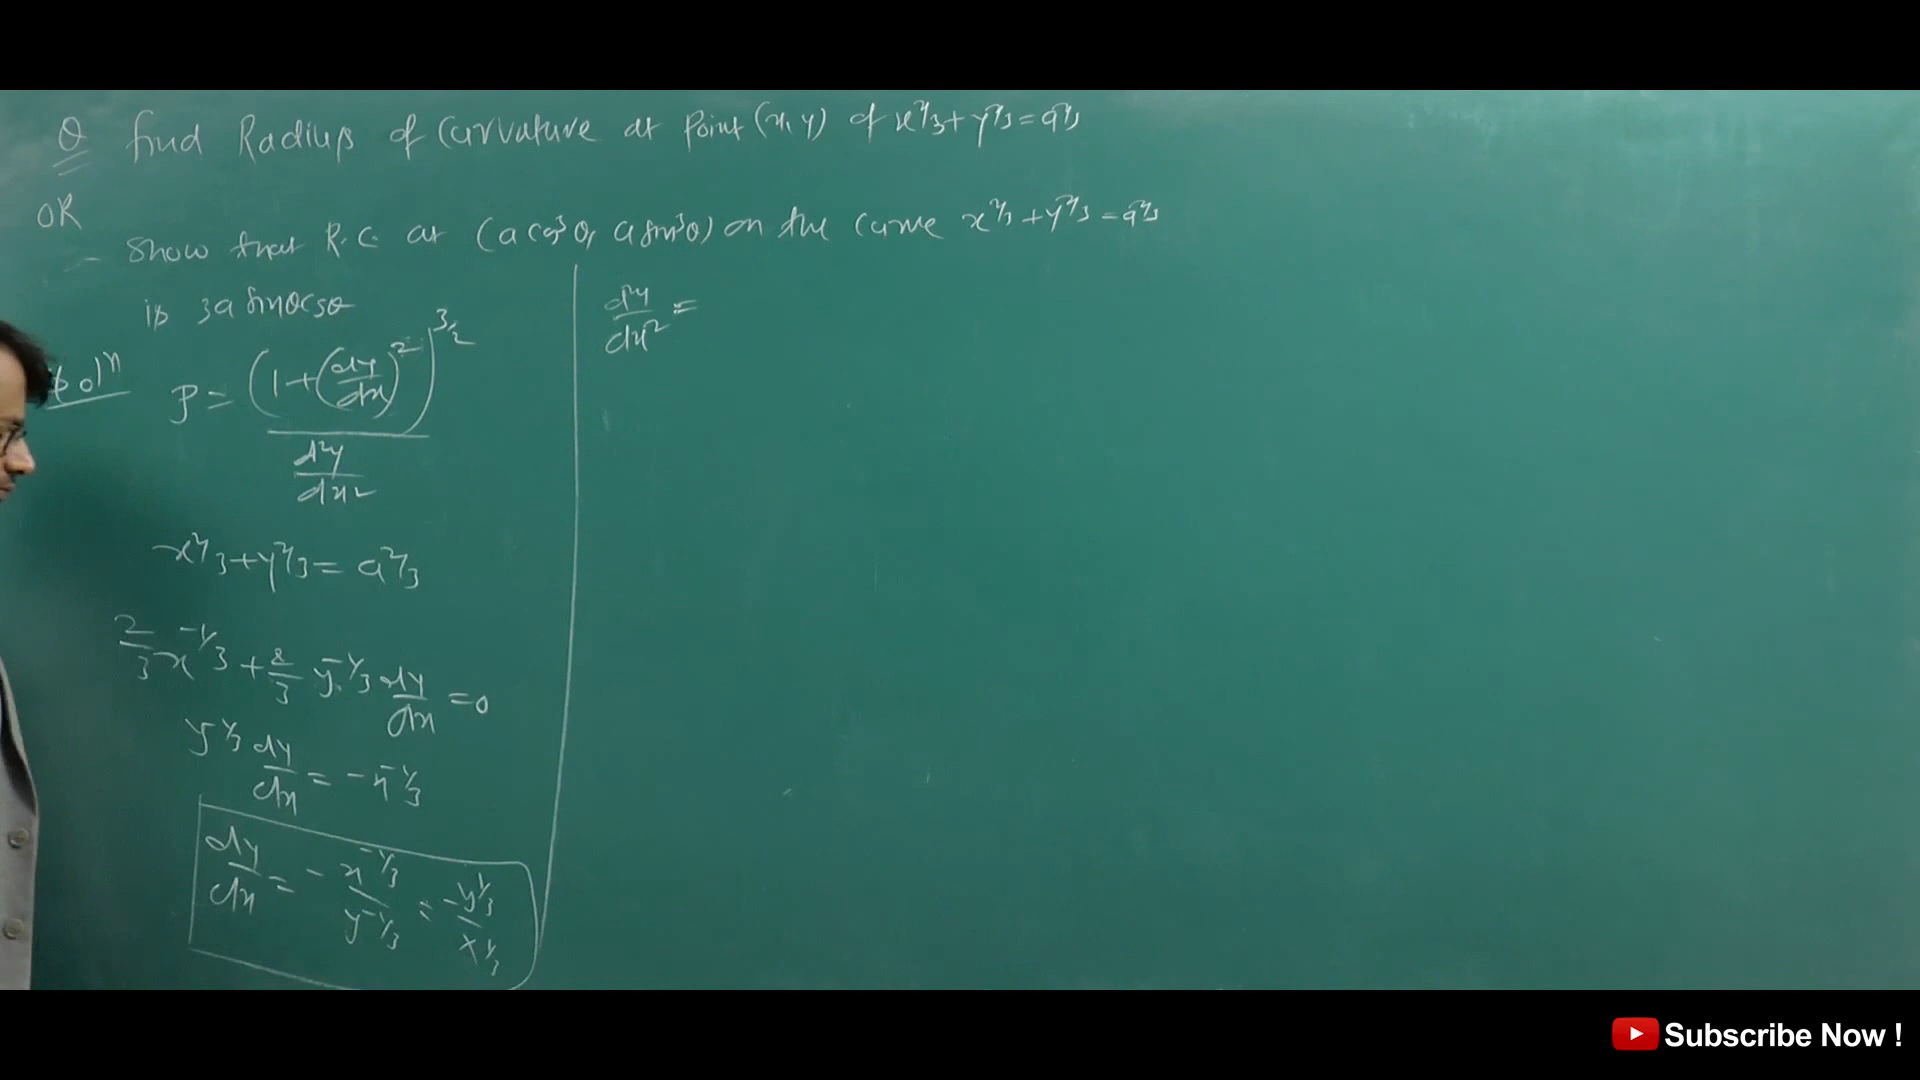 Q Find Radius of Curvature at Point (x, y) of x^2/3 + y^2/3 = a^2/3
OR
Show that R.C. at (a cos^3 θ, a sin^3 θ) on the curve x^2/3 + y^2/3 = a^2/3
is 3a sinθ cosθ
Sol^n
ρ = (1 + (dy/dx)^2)^3/2 / d^2y/dx^2
x^2/3 + y^2/3 = a^2/3
2/3 x^-1/3 + 2/3 y^-1/3 dy/dx = 0
y^-1/3 dy/dx = -x^-1/3
dy/dx = - x^-1/3 / y^-1/3 = -y^1/3 / x^1/3
d^2y/dx^2 =
Subscribe Now !